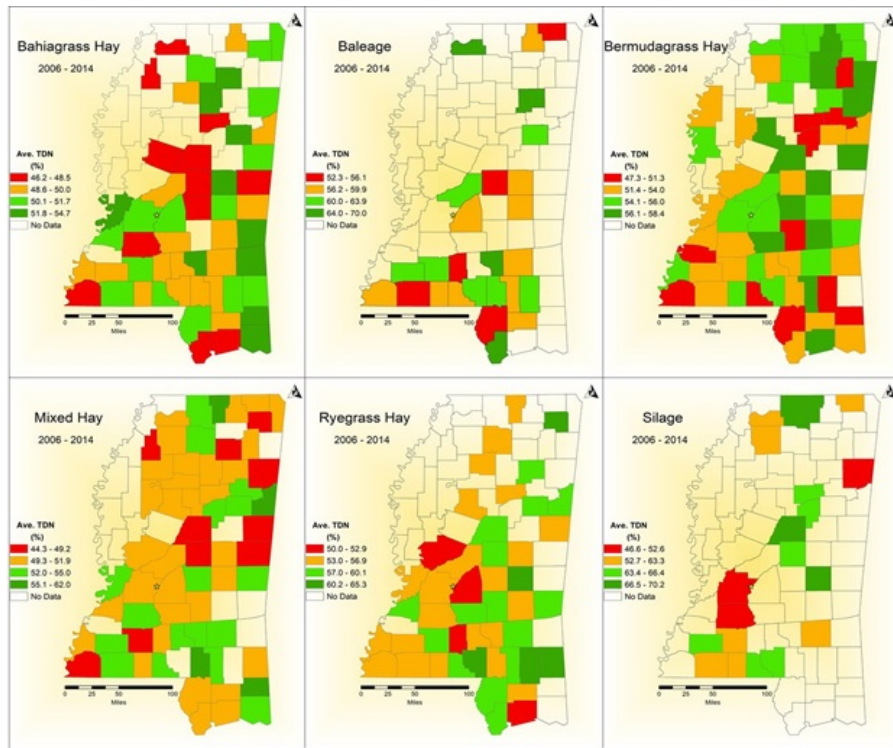 Bahiagrass Hay
2006 - 2014
Ave. TDN
(%)
46.2 - 48.5
48.6 - 50.0
50.1 - 51.7
51.8 - 54.7
No Data
0 25 50 100
Miles
Baleage
2006 - 2014
Ave. TDN
(%)
52.3 - 56.1
56.2 - 59.9
60.0 - 63.9
64.0 - 70.0
No Data
0 25 50 100
Miles
Bermudagrass Hay
2006 - 2014
Ave. TDN
(%)
47.3 - 51.3
51.4 - 54.0
54.1 - 56.0
56.1 - 58.4
No Data
0 25 50 100
Miles
Mixed Hay
2006 - 2014
Ave. TDN
(%)
44.3 - 49.2
49.3 - 51.9
52.0 - 55.0
55.1 - 62.0
No Data
0 25 50 100
Miles
Ryegrass Hay
2006 - 2014
Ave. TDN
(%)
50.0 - 52.9
53.0 - 56.9
57.0 - 60.1
60.2 - 65.3
No Data
0 25 50 100
Miles
Silage
2006 - 2014
Ave. TDN
(%)
46.6 - 52.6
52.7 - 63.3
63.4 - 66.4
66.5 - 70.2
No Data
0 25 50 100
Miles